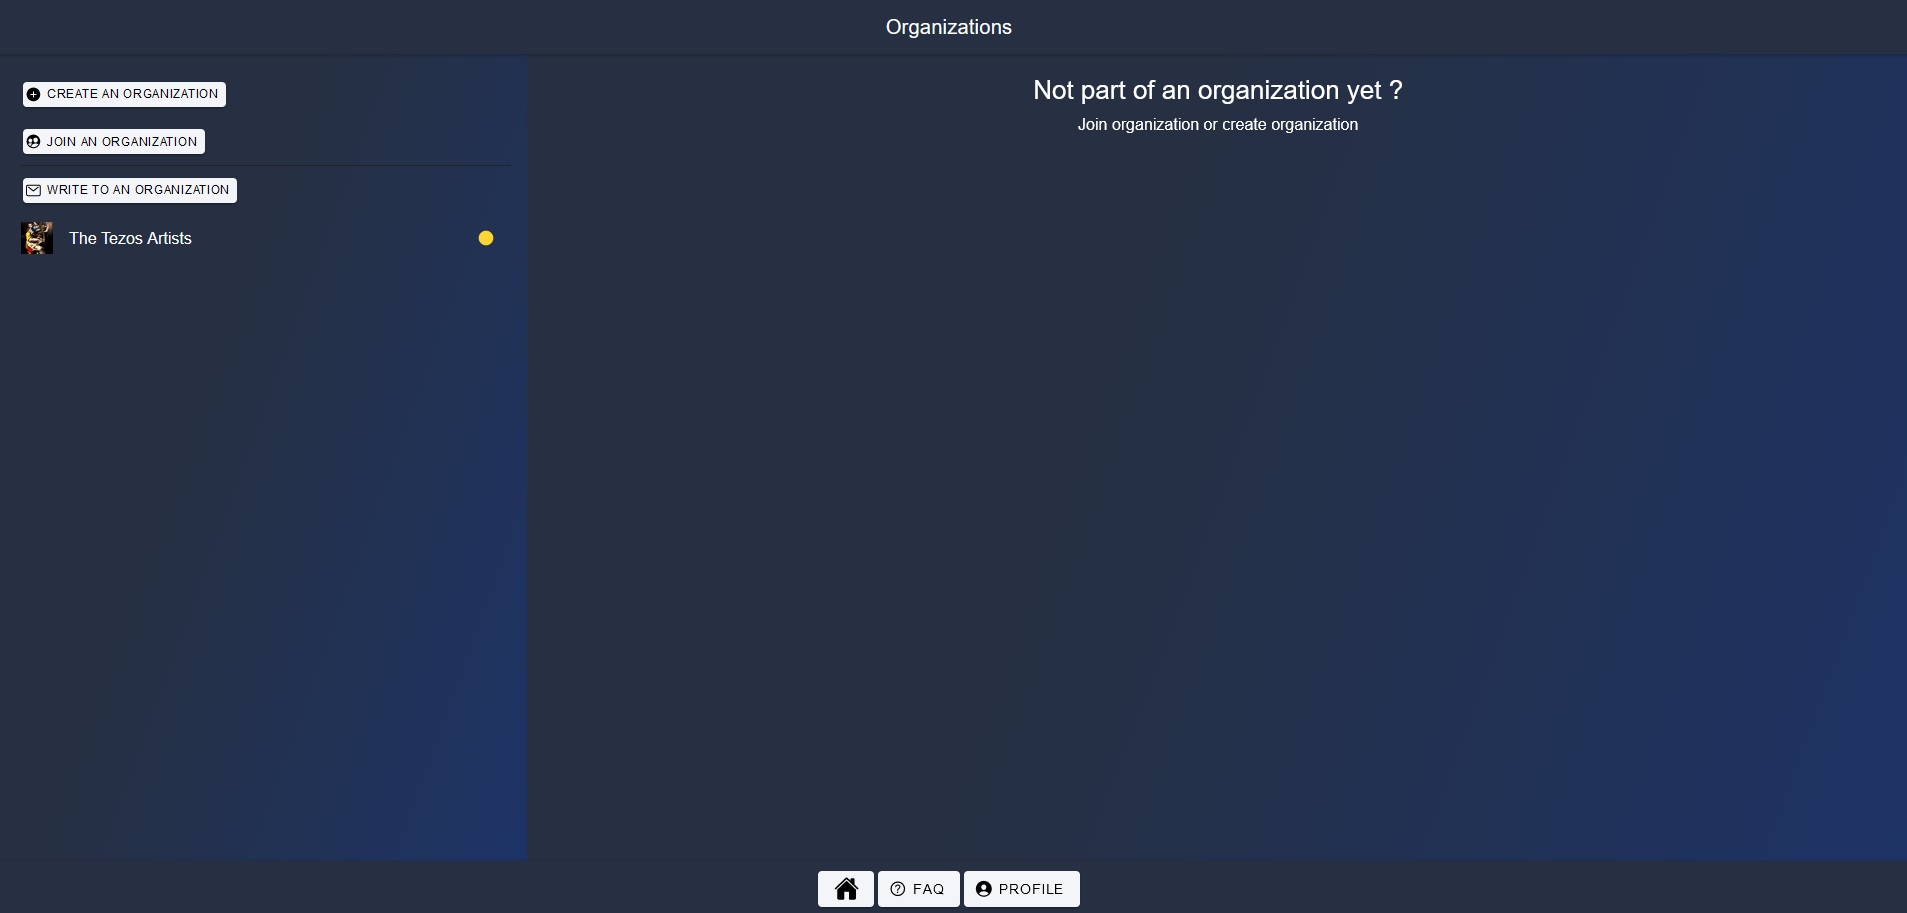 Organizations
CREATE AN ORGANIZATION
JOIN AN ORGANIZATION
WRITE TO AN ORGANIZATION
The Tezos Artists
Not part of an organization yet ?
Join organization or create organization
FAQ
PROFILE